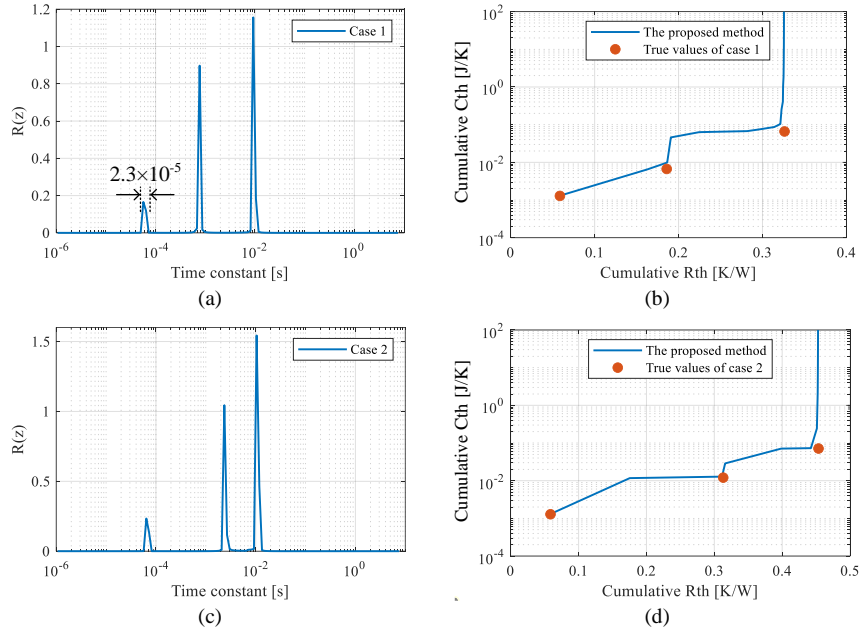 1.2
1
0.8
0.6
0.4
0.2
0
R(z)
Case 1
2.3×10-5
10-6
10-4
10-2
100
Time constant [s]
(a)
102
100
10-2
10-4
Cumulative Cth [J/K]
The proposed method
True values of case 1
0
0.1
0.2
0.3
0.4
Cumulative Rth [K/W]
(b)
1.5
1
0.5
0
R(z)
Case 2
10-6
10-4
10-2
100
Time constant [s]
(c)
102
100
10-2
10-4
Cumulative Cth [J/K]
The proposed method
True values of case 2
0
0.1
0.2
0.3
0.4
0.5
Cumulative Rth [K/W]
(d)